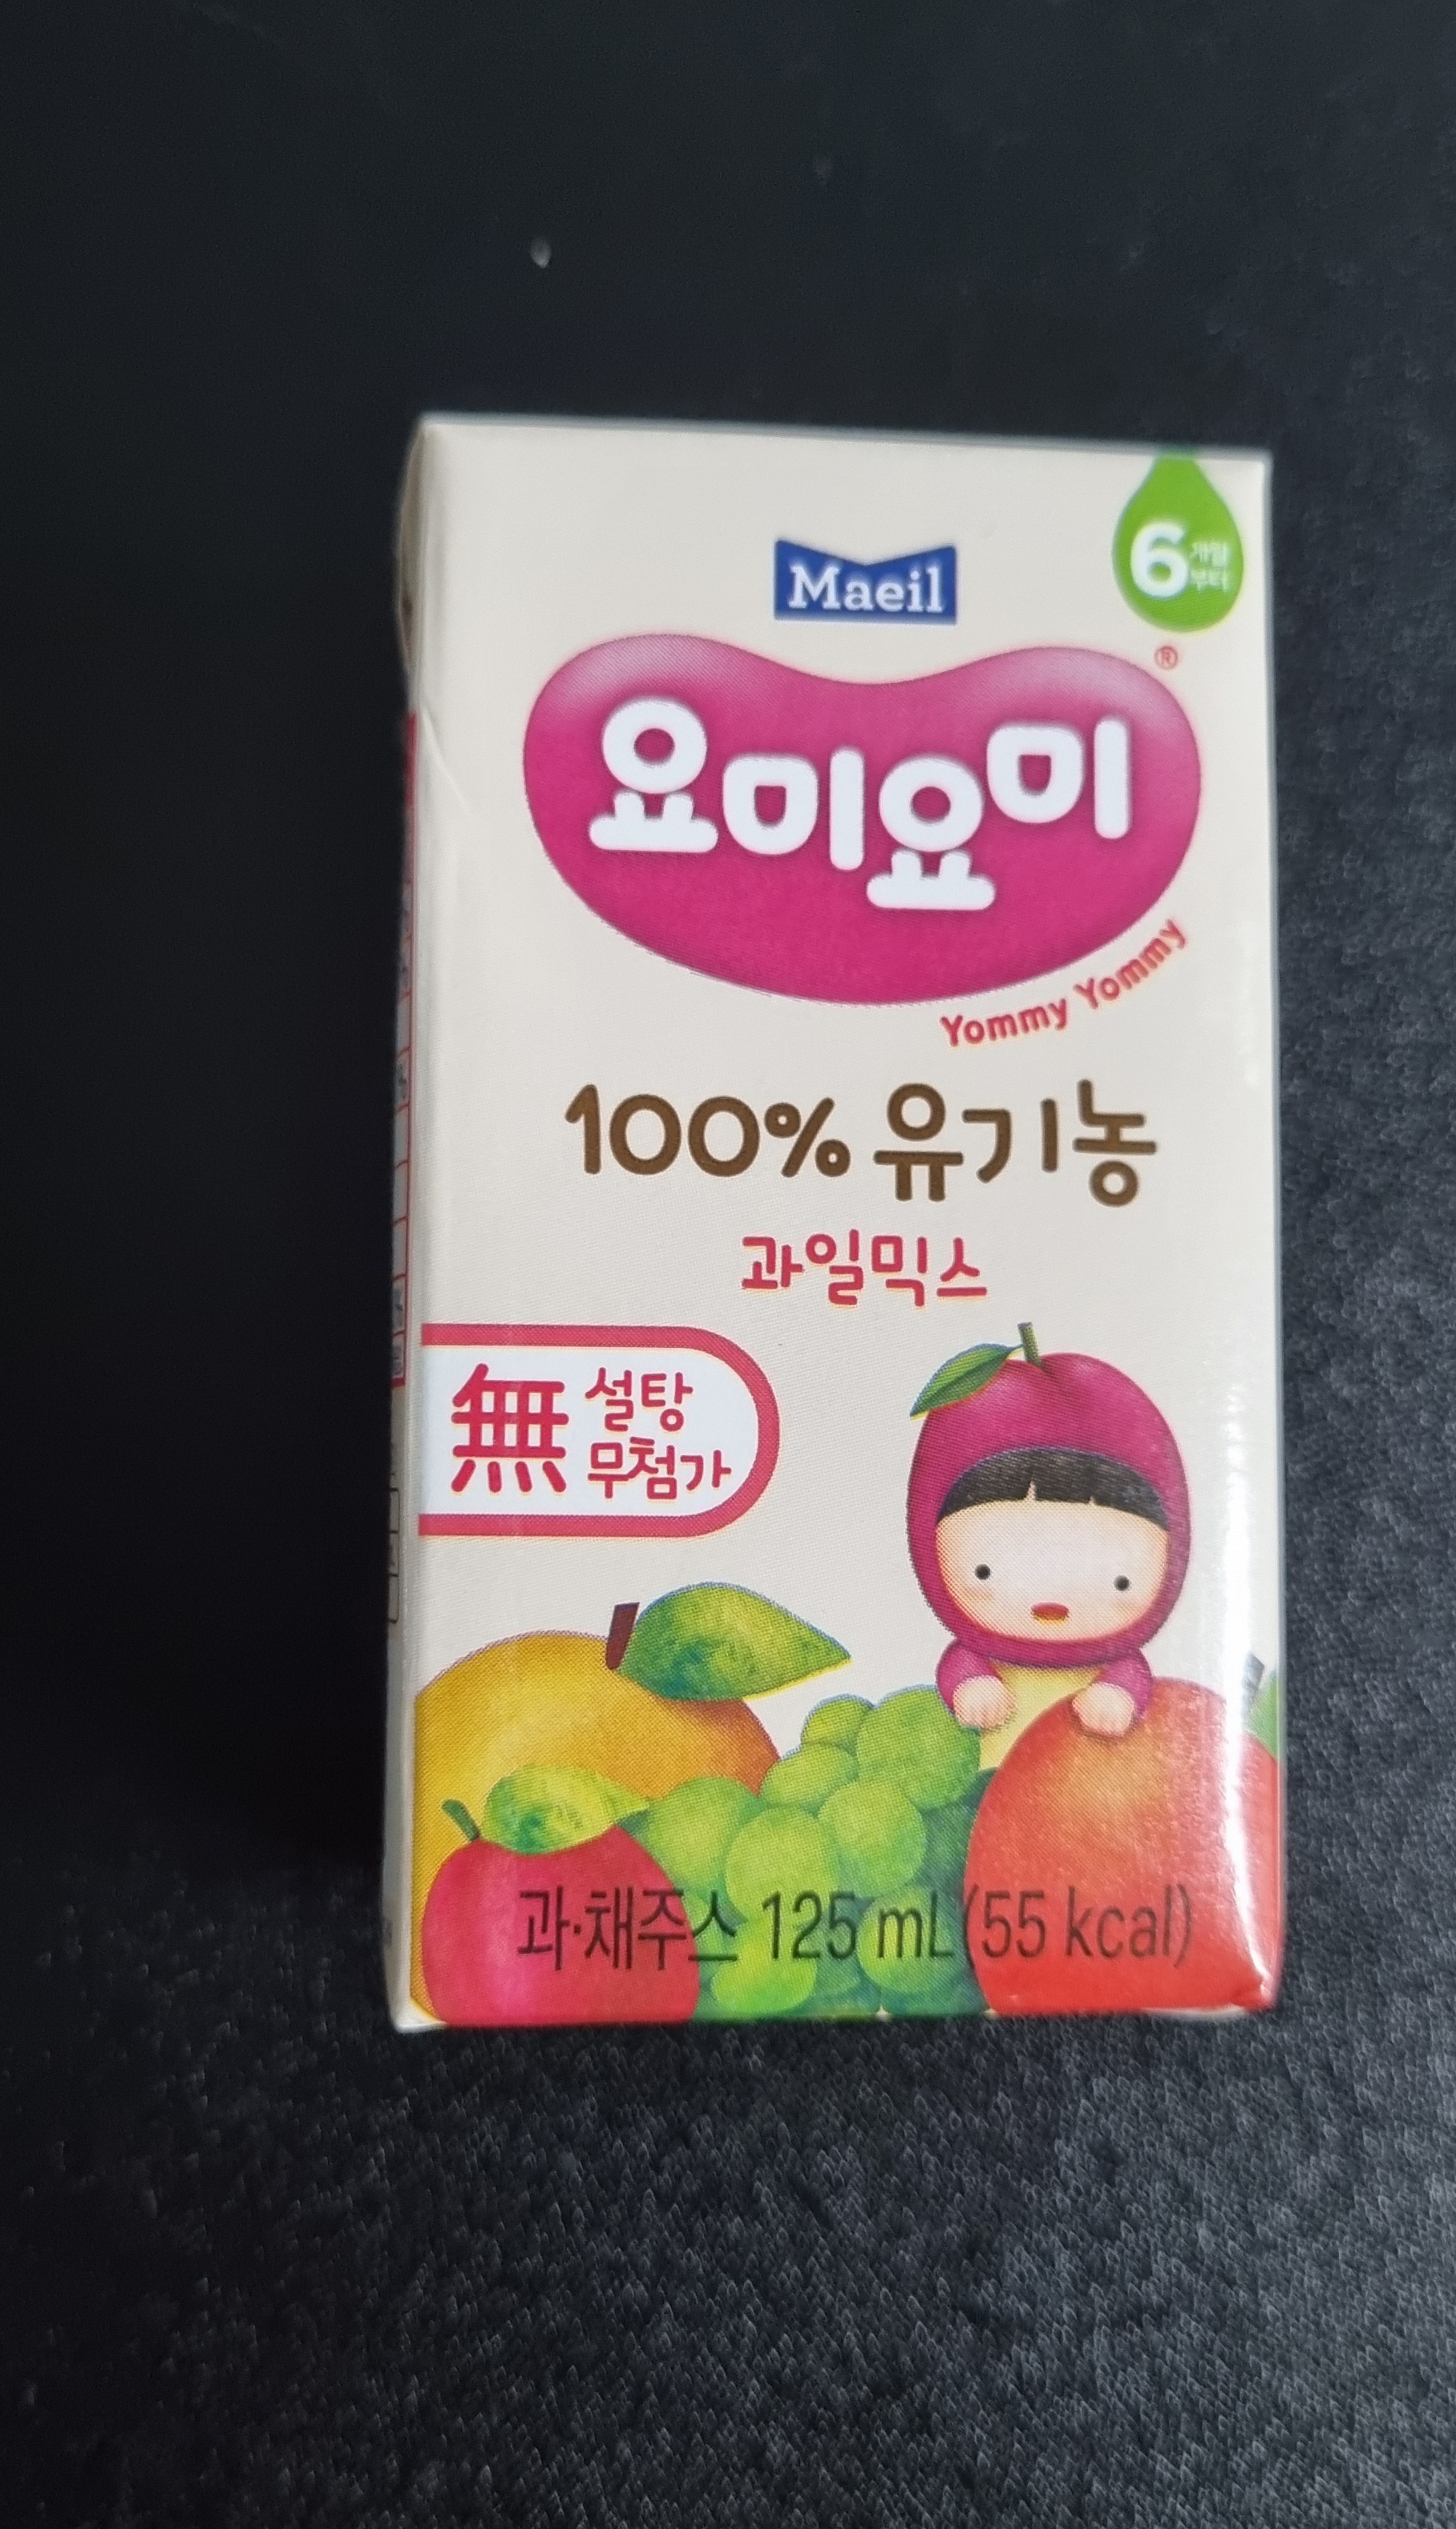 Maeil
6개월
부터
요미요미®
Yommy Yommy
100% 유기농
과일믹스
無 설탕
무첨가
과·채주스 125 mL (55 kcal)